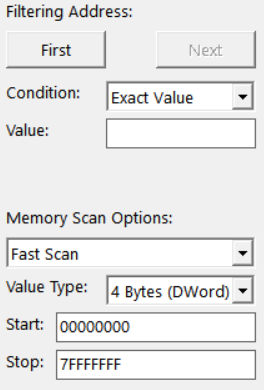 Filtering Address:
First Next
Condition: Exact Value
Value:
Memory Scan Options:
Fast Scan
Value Type: 4 Bytes (DWord)
Start: 00000000
Stop: 7FFFFFFF